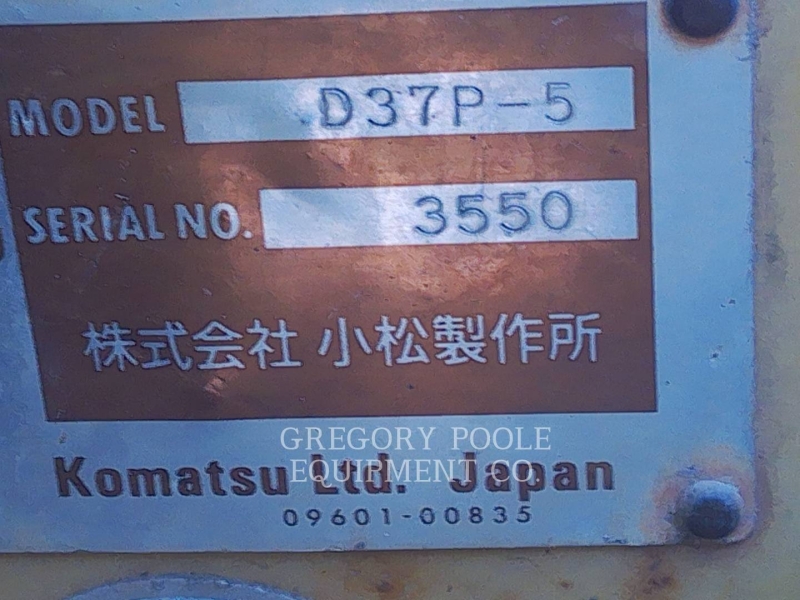 MODEL D37P-5
SERIAL NO. 3550
株式会社 小松製作所
GREGORY POOLE
EQUIPMENT CO
Komatsu Ltd. Japan
09601-00835